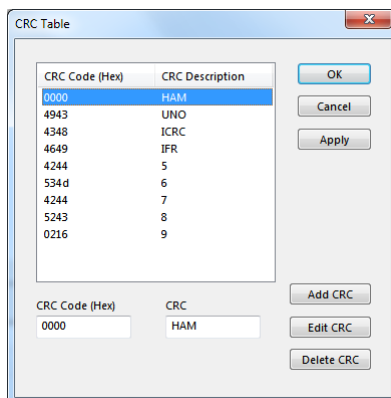 CRC Table
x
CRC Code (Hex) CRC Description
0000 HAM
4943 UNO
4348 ICRC
4649 IFR
4244 5
534d 6
4244 7
5243 8
0216 9
OK
Cancel
Apply
CRC Code (Hex) CRC
0000 HAM
Add CRC
Edit CRC
Delete CRC